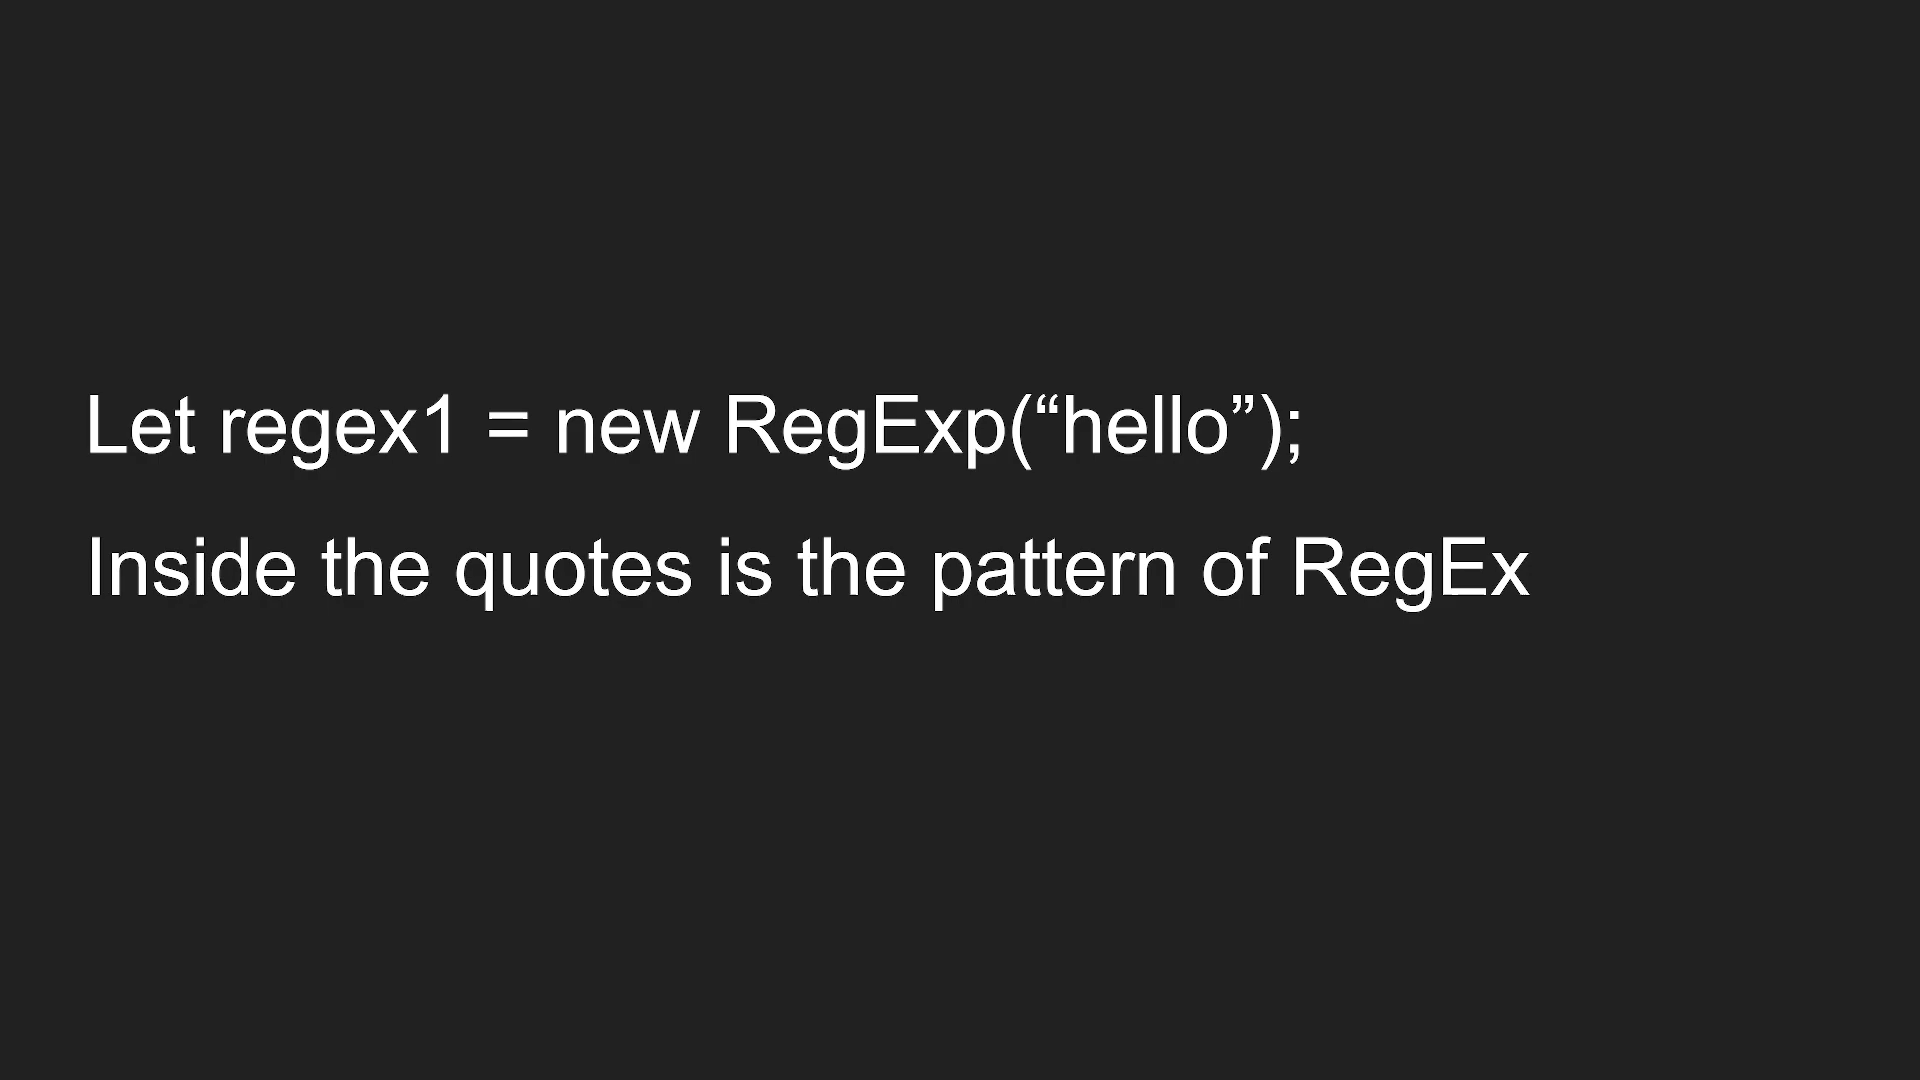 Let regex1 = new RegExp(“hello”);
Inside the quotes is the pattern of RegEx